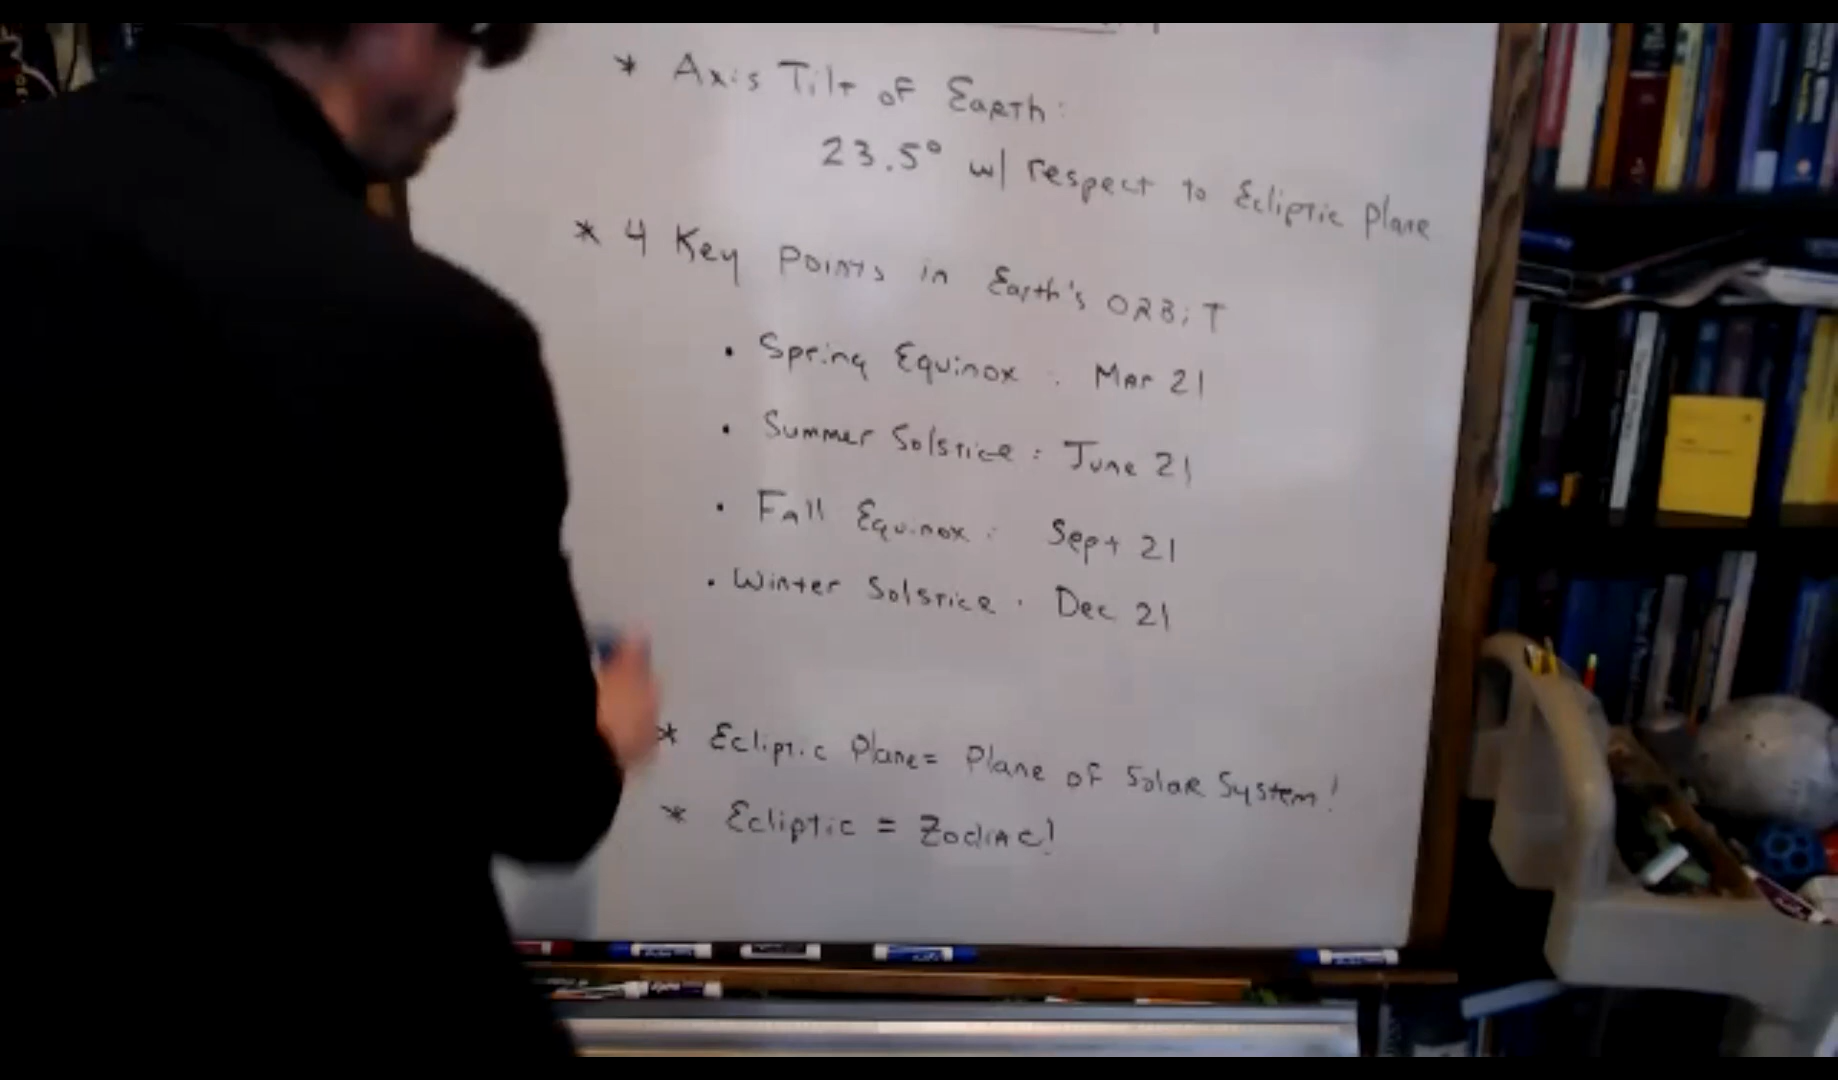 * Axis Tilt of Earth:
23.5° w/ respect to Ecliptic Plane
* 4 Key Points in Earth's ORBiT
• Spring Equinox : Mar 21
• Summer Solstice : June 21
• Fall Equinox : Sept 21
• Winter Solstice : Dec 21
* Ecliptic Plane = Plane of Solar System!
* Ecliptic = Zodiac!